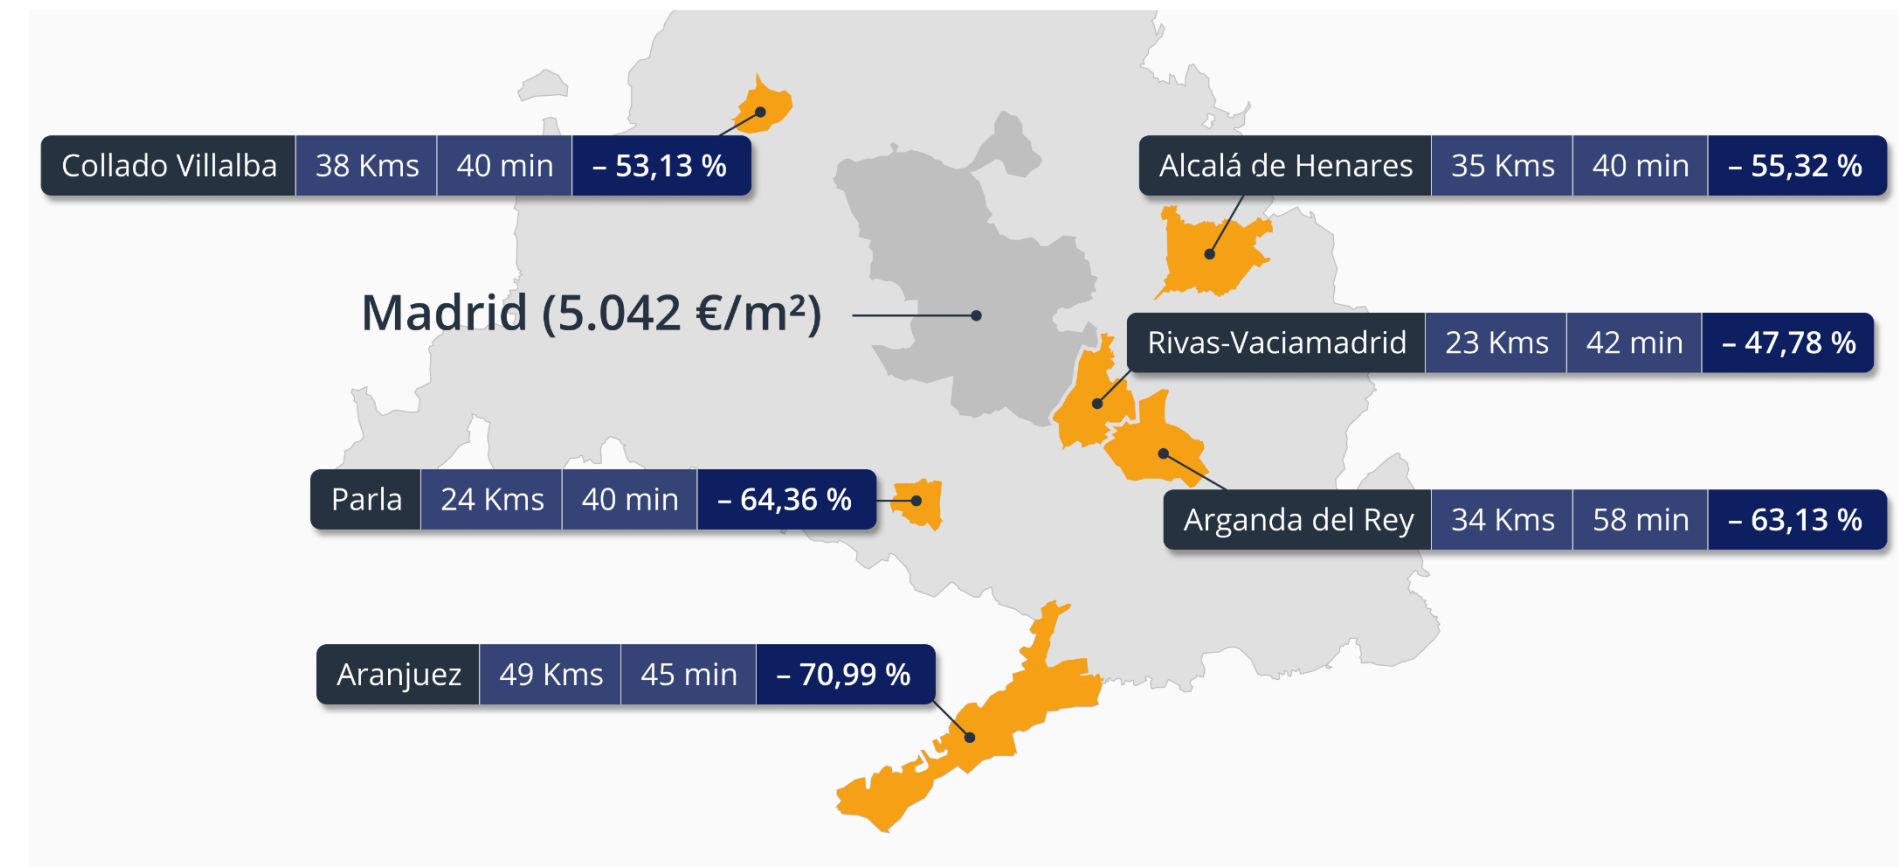 Collado Villalba 38 Kms 40 min – 53,13 %
Alcalá de Henares 35 Kms 40 min – 55,32 %
Madrid (5.042 €/m²)
Rivas-Vaciamadrid 23 Kms 42 min – 47,78 %
Parla 24 Kms 40 min – 64,36 %
Arganda del Rey 34 Kms 58 min – 63,13 %
Aranjuez 49 Kms 45 min – 70,99 %